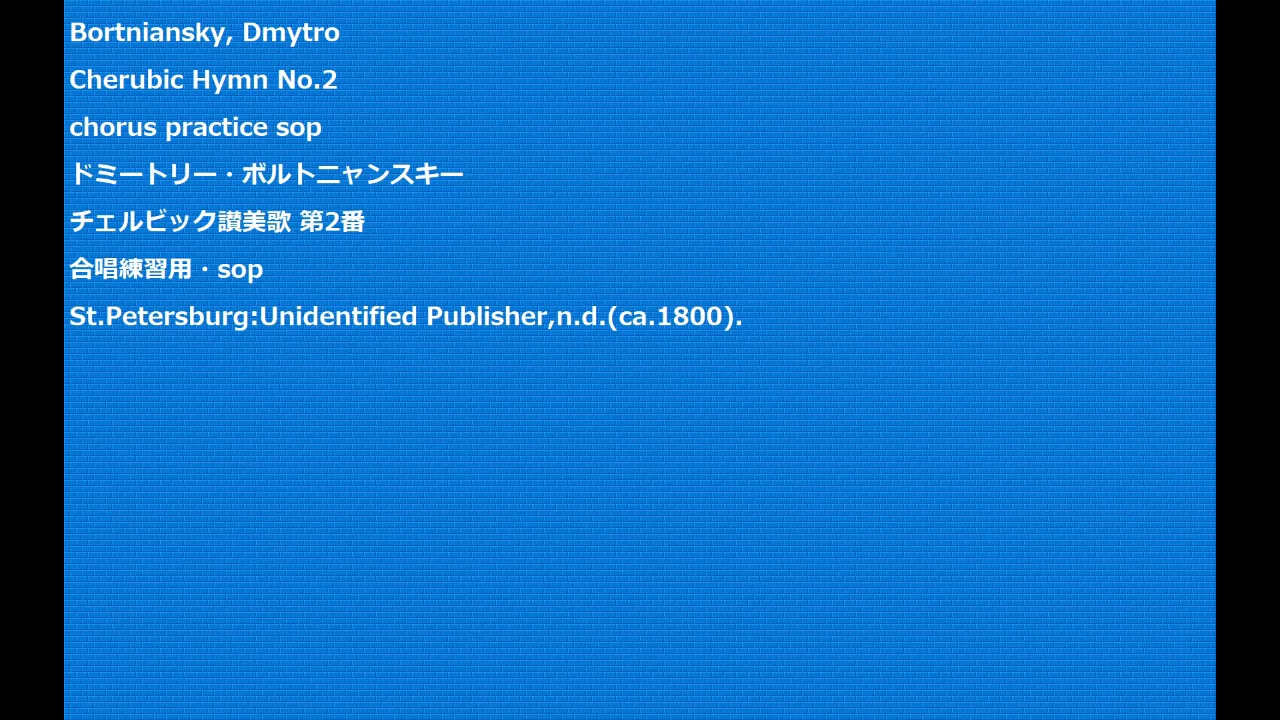 Bortniansky, Dmytro
Cherubic Hymn No.2
chorus practice sop
ドミートリー・ボルトニャンスキー
チェルビック讃美歌 第2番
合唱練習用・sop
St.Petersburg:Unidentified Publisher,n.d.(ca.1800).